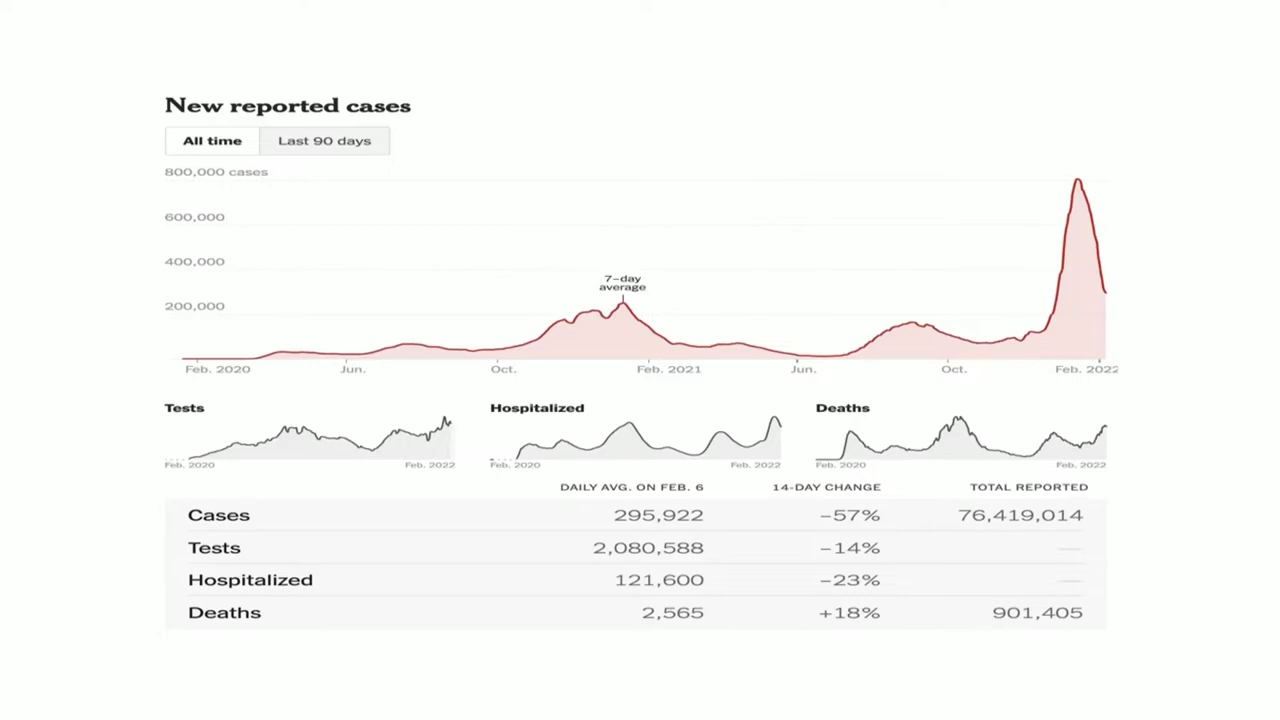 New reported cases
All time Last 90 days
800,000 cases
600,000
400,000
200,000
7–day
average
Feb. 2020 Jun. Oct. Feb. 2021 Jun. Oct. Feb. 2022
Tests Hospitalized Deaths
Feb. 2020 Feb. 2022 Feb. 2020 Feb. 2022 Feb. 2020 Feb. 2022
DAILY AVG. ON FEB. 6 14-DAY CHANGE TOTAL REPORTED
Cases 295,922 –57% 76,419,014
Tests 2,080,588 –14% —
Hospitalized 121,600 –23% —
Deaths 2,565 +18% 901,405